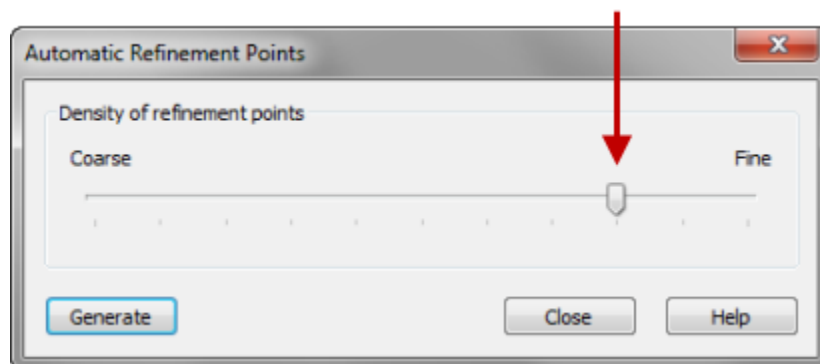 Automatic Refinement Points
Density of refinement points
Coarse Fine
Generate Close Help